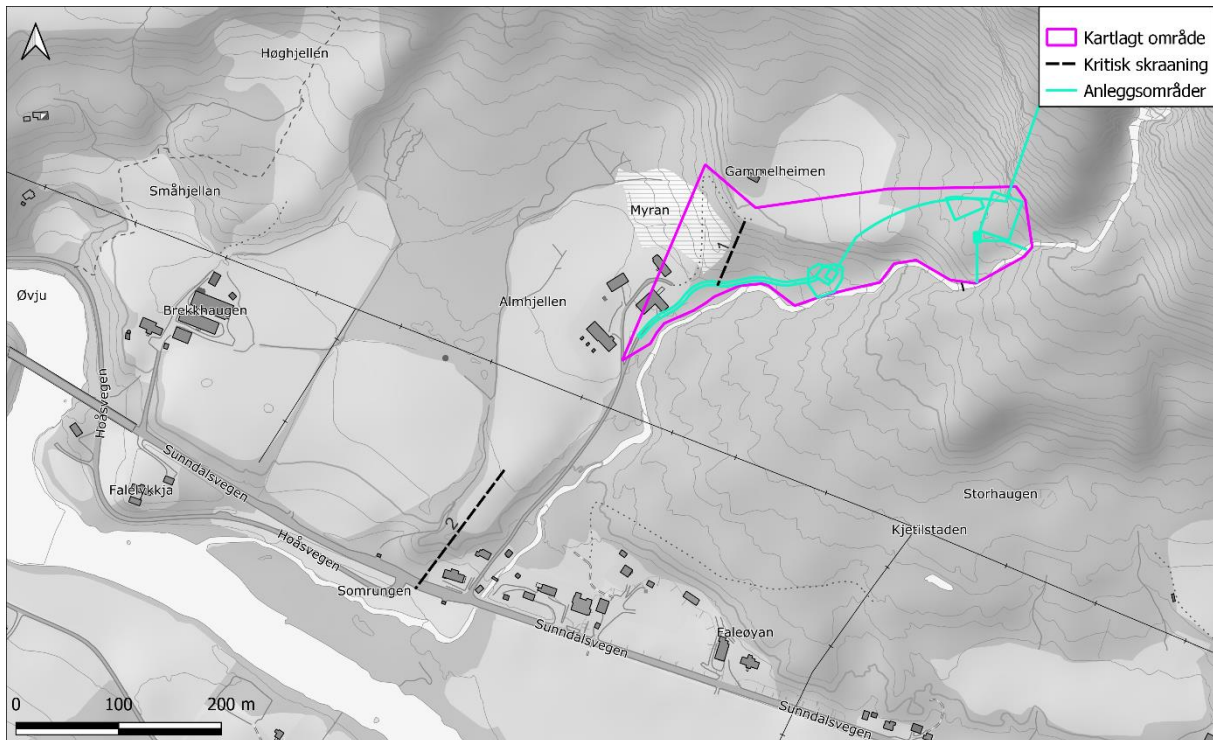 Høghjellen
Kartlagt område
Kritisk skraaning
Anleggsområder
Småhjellan
Gammelheimen
Myran
1
Øvju
Brekkhaugen
Almhjellen
Hoåsvegen
Sunndalsvegen
Falelykkja
2
Storhaugen
Kjetilstaden
Hoåsvegen
Somrungen
Sunndalsvegen
Faleøyan
Sunndalsvegen
0 100 200 m